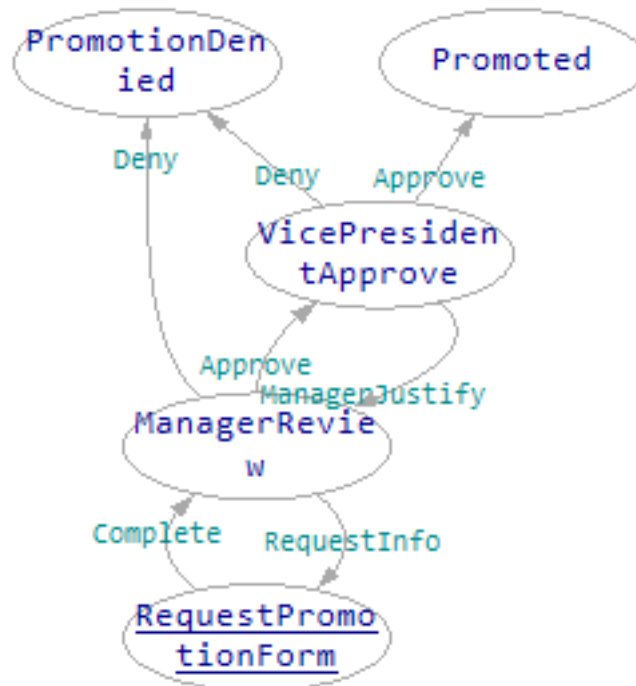 PromotionDen
ied
Promoted
Deny
Deny
Approve
VicePresiden
tApprove
Approve
ManagerJustify
ManagerRevie
w
Complete
RequestInfo
RequestPromo
tionForm